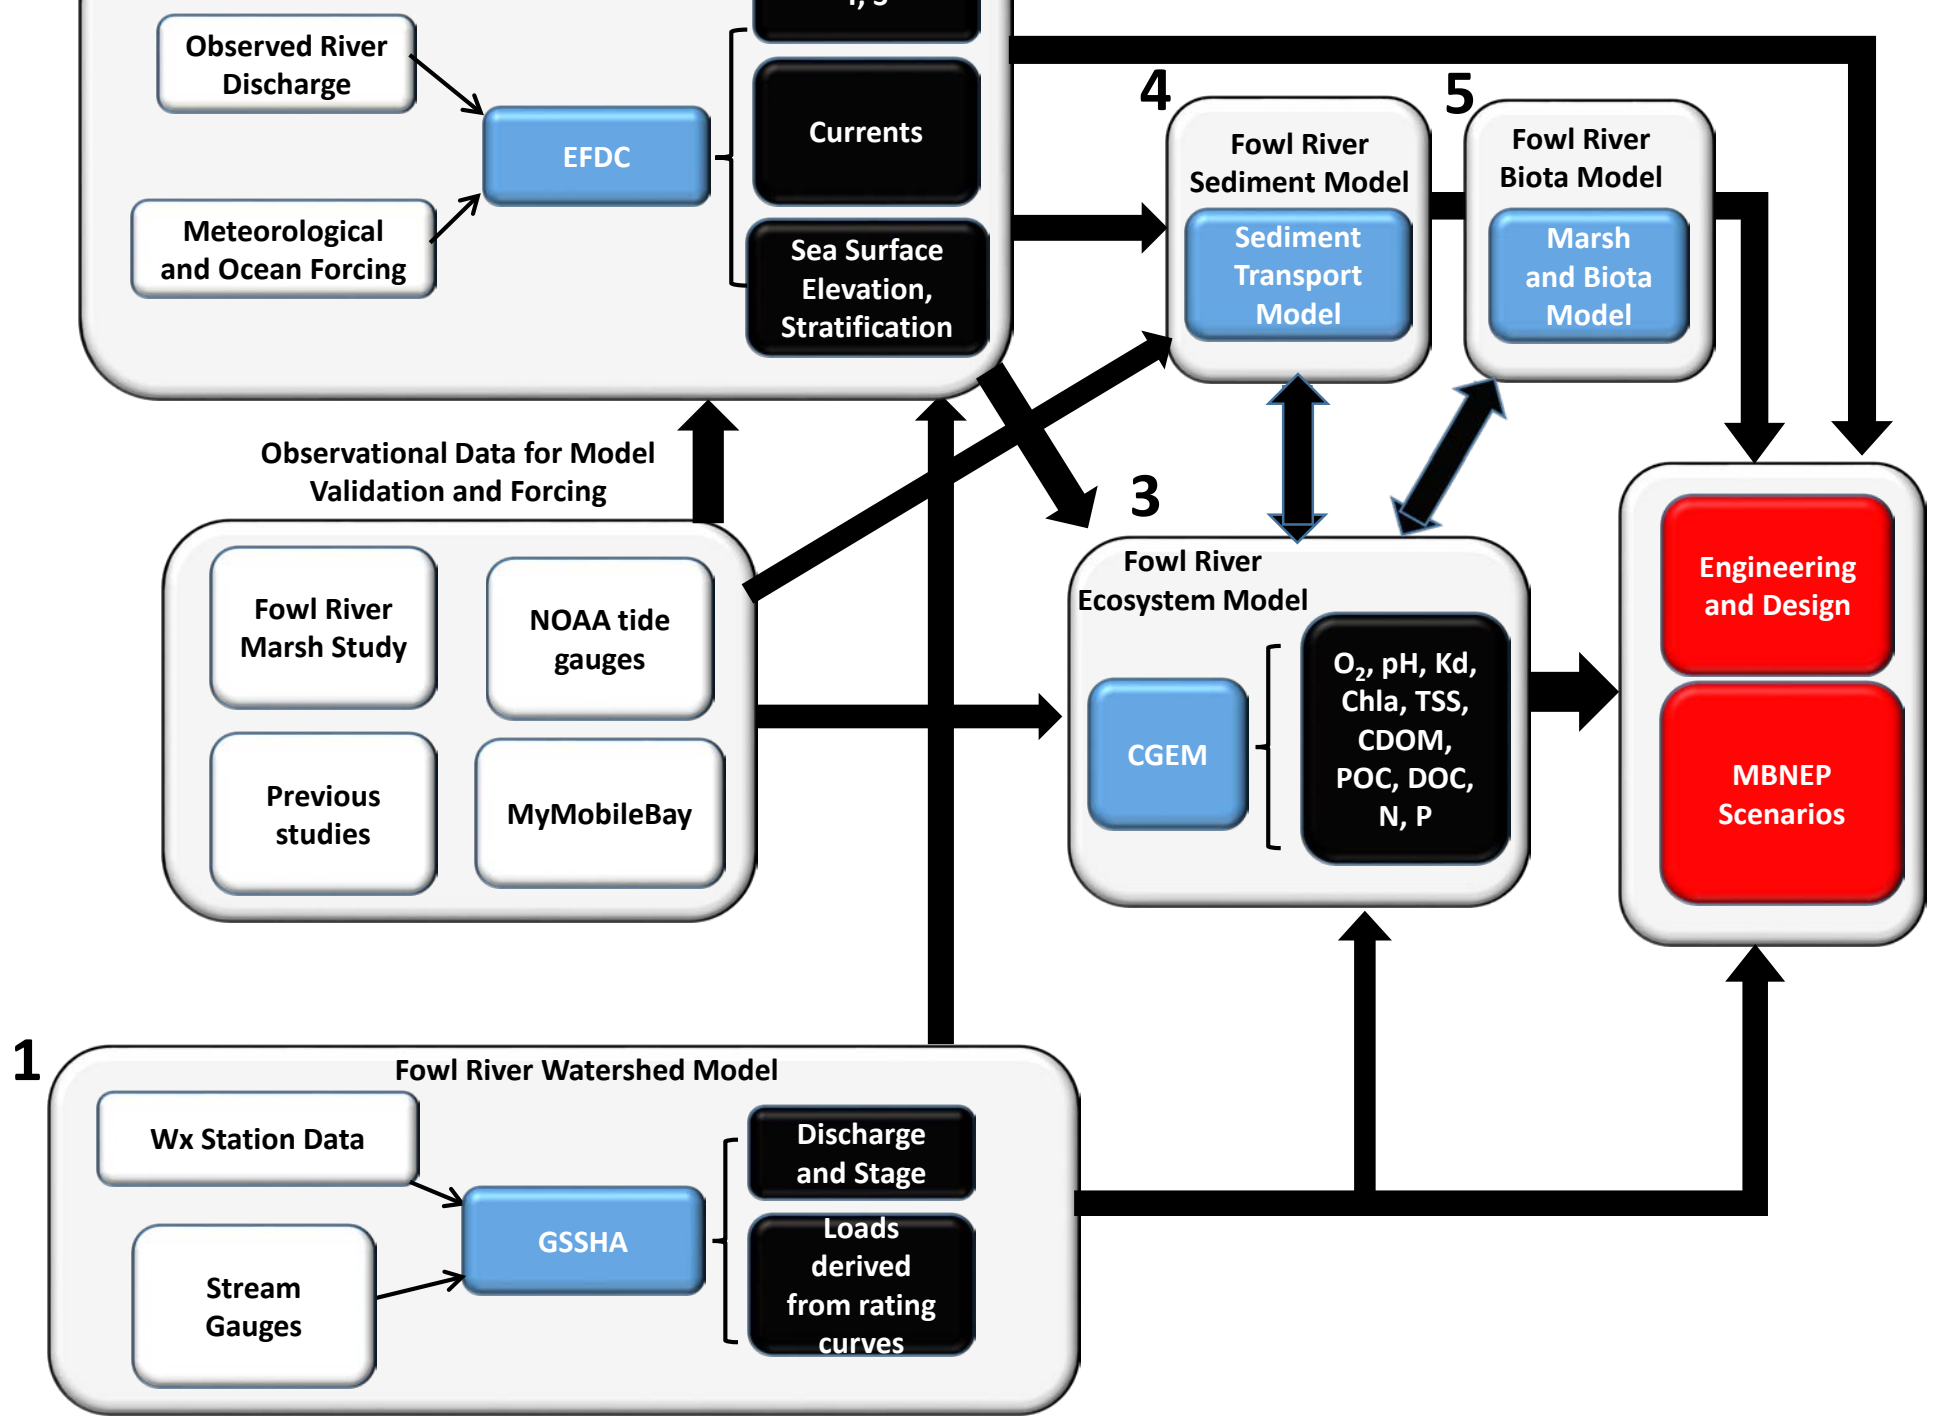 Observed River
Discharge
EFDC
Meteorological
and Ocean Forcing
Currents
Sea Surface
Elevation,
Stratification
4
Fowl River
Sediment Model
Sediment
Transport
Model
5
Fowl River
Biota Model
Marsh
and Biota
Model
Observational Data for Model
Validation and Forcing
Fowl River
Marsh Study
NOAA tide
gauges
Previous
studies
MyMobileBay
3
Fowl River
Ecosystem Model
CGEM
O2, pH, Kd,
Chla, TSS,
CDOM,
POC, DOC,
N, P
Engineering
and Design
MBNEP
Scenarios
1
Fowl River Watershed Model
Wx Station Data
Stream
Gauges
GSSHA
Discharge
and Stage
Loads
derived
from rating
curves